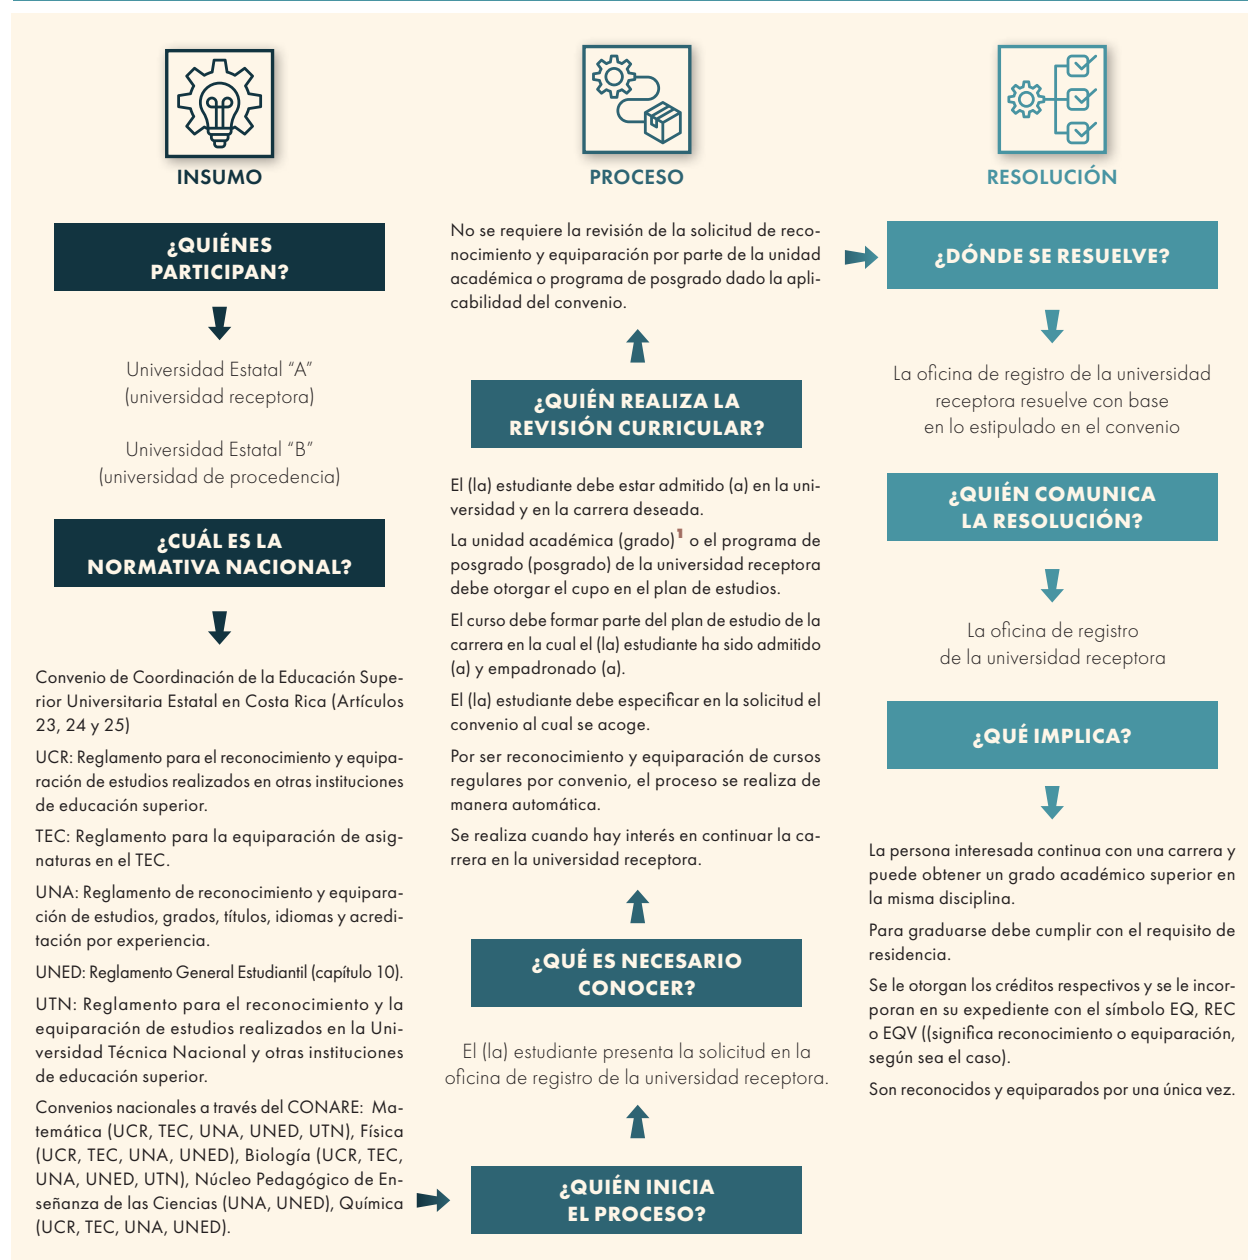 INSUMO
¿QUIÉNES
PARTICIPAN?
Universidad Estatal “A”
(universidad receptora)
Universidad Estatal “B”
(universidad de procedencia)
¿CUÁL ES LA
NORMATIVA NACIONAL?
Convenio de Coordinación de la Educación Supe-
rior Universitaria Estatal en Costa Rica (Artículos
23, 24 y 25)
UCR: Reglamento para el reconocimiento y equipa-
ración de estudios realizados en otras instituciones
de educación superior.
TEC: Reglamento para la equiparación de asig-
naturas en el TEC.
UNA: Reglamento de reconocimiento y equipara-
ción de estudios, grados, títulos, idiomas y acredi-
tación por experiencia.
UNED: Reglamento General Estudiantil (capítulo 10).
UTN: Reglamento para el reconocimiento y la
equiparación de estudios realizados en la Uni-
versidad Técnica Nacional y otras instituciones
de educación superior.
Convenios nacionales a través del CONARE: Ma-
temática (UCR, TEC, UNA, UNED, UTN), Física
(UCR, TEC, UNA, UNED), Biología (UCR, TEC,
UNA, UNED, UTN), Núcleo Pedagógico de En-
señanza de las Ciencias (UNA, UNED), Química
(UCR, TEC, UNA, UNED).
PROCESO
No se requiere la revisión de la solicitud de reco-
nocimiento y equiparación por parte de la unidad
académica o programa de posgrado dado la apli-
cabilidad del convenio.
¿QUIÉN REALIZA LA
REVISIÓN CURRICULAR?
El (la) estudiante debe estar admitido (a) en la uni-
versidad y en la carrera deseada.
La unidad académica (grado)1 o el programa de
posgrado (posgrado) de la universidad receptora
debe otorgar el cupo en el plan de estudios.
El curso debe formar parte del plan de estudio de la
carrera en la cual el (la) estudiante ha sido admitido
(a) y empadronado (a).
El (la) estudiante debe especificar en la solicitud el
convenio al cual se acoge.
Por ser reconocimiento y equiparación de cursos
regulares por convenio, el proceso se realiza de
manera automática.
Se realiza cuando hay interés en continuar la ca-
rrera en la universidad receptora.
¿QUÉ ES NECESARIO
CONOCER?
El (la) estudiante presenta la solicitud en la
oficina de registro de la universidad receptora.
¿QUIÉN INICIA
EL PROCESO?
RESOLUCIÓN
¿DÓNDE SE RESUELVE?
La oficina de registro de la universidad
receptora resuelve con base
en lo estipulado en el convenio
¿QUIÉN COMUNICA
LA RESOLUCIÓN?
La oficina de registro
de la universidad receptora
¿QUÉ IMPLICA?
La persona interesada continua con una carrera y
puede obtener un grado académico superior en
la misma disciplina.
Para graduarse debe cumplir con el requisito de
residencia.
Se le otorgan los créditos respectivos y se le incor-
poran en su expediente con el símbolo EQ, REC
o EQV ((significa reconocimiento o equiparación,
según sea el caso).
Son reconocidos y equiparados por una única vez.